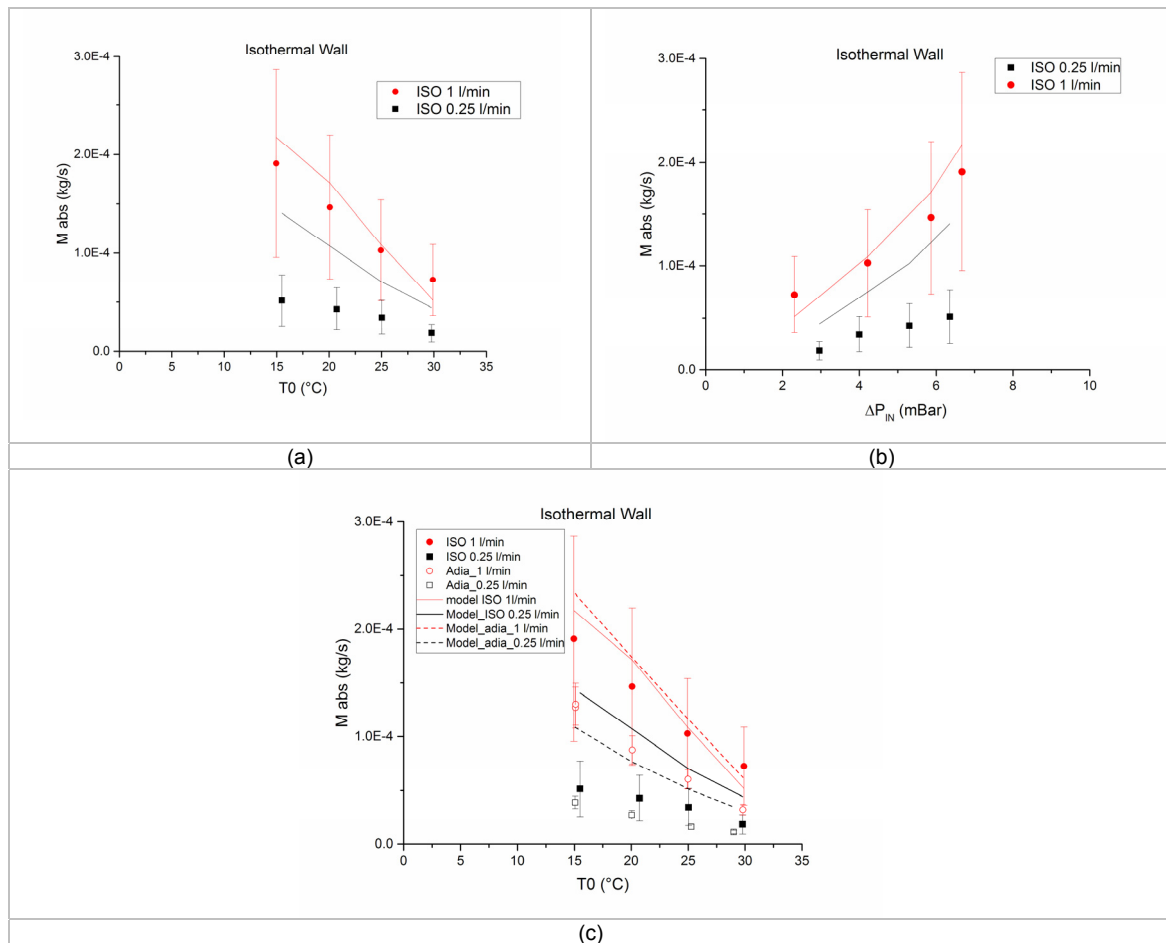 Isothermal Wall
3.0E-4
2.0E-4
1.0E-4
0.0
M abs (kg/s)
ISO 1 l/min
ISO 0.25 l/min
0 5 10 15 20 25 30 35
T0 (°C)
(a)
Isothermal Wall
3.0E-4
2.0E-4
1.0E-4
0.0
M abs (kg/s)
ISO 0.25 l/min
ISO 1 l/min
0 2 4 6 8 10
ΔP_IN (mBar)
(b)
Isothermal Wall
3.0E-4
2.0E-4
1.0E-4
0.0
M abs (kg/s)
ISO 1 l/min
ISO 0.25 l/min
Adia_1 l/min
Adia_0.25 l/min
model ISO 1l/min
Model_ISO 0.25 l/min
Model_adia_1 l/min
Model_adia_0.25 l/min
0 5 10 15 20 25 30 35
T0 (°C)
(c)